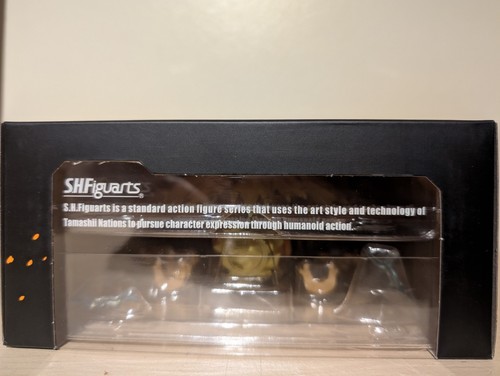 S.H.Figuarts
S.H.Figuarts is a standard action figure series that uses the art style and technology of
Tamashii Nations to pursue character expression through humanoid action.